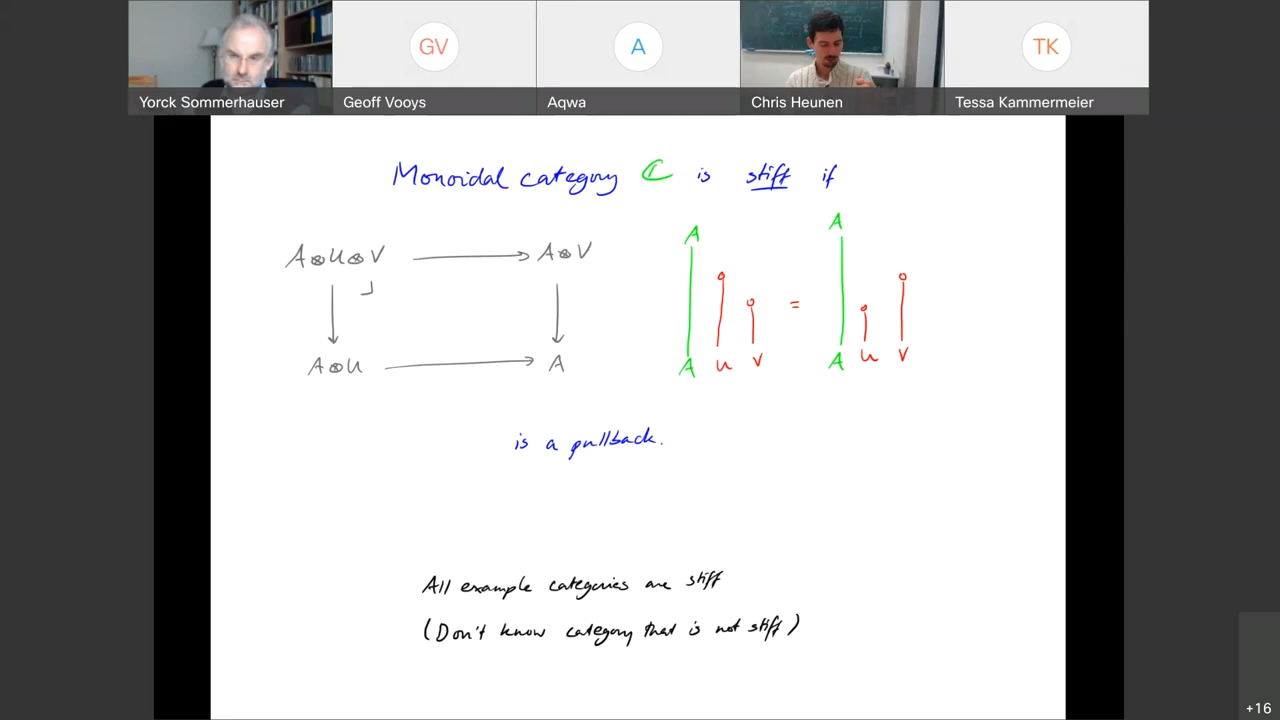 GV
A
TK
Yorck Sommerhauser
Geoff Vooys
Aqwa
Chris Heunen
Tessa Kammermeier
Monoidal category ℂ is stiff if
A⊗U⊗V
A⊗V
A⊗U
A
A
A
A U V
=
A U V
is a pullback.
All example categories are stiff
(Don't know category that is not stiff)
+16